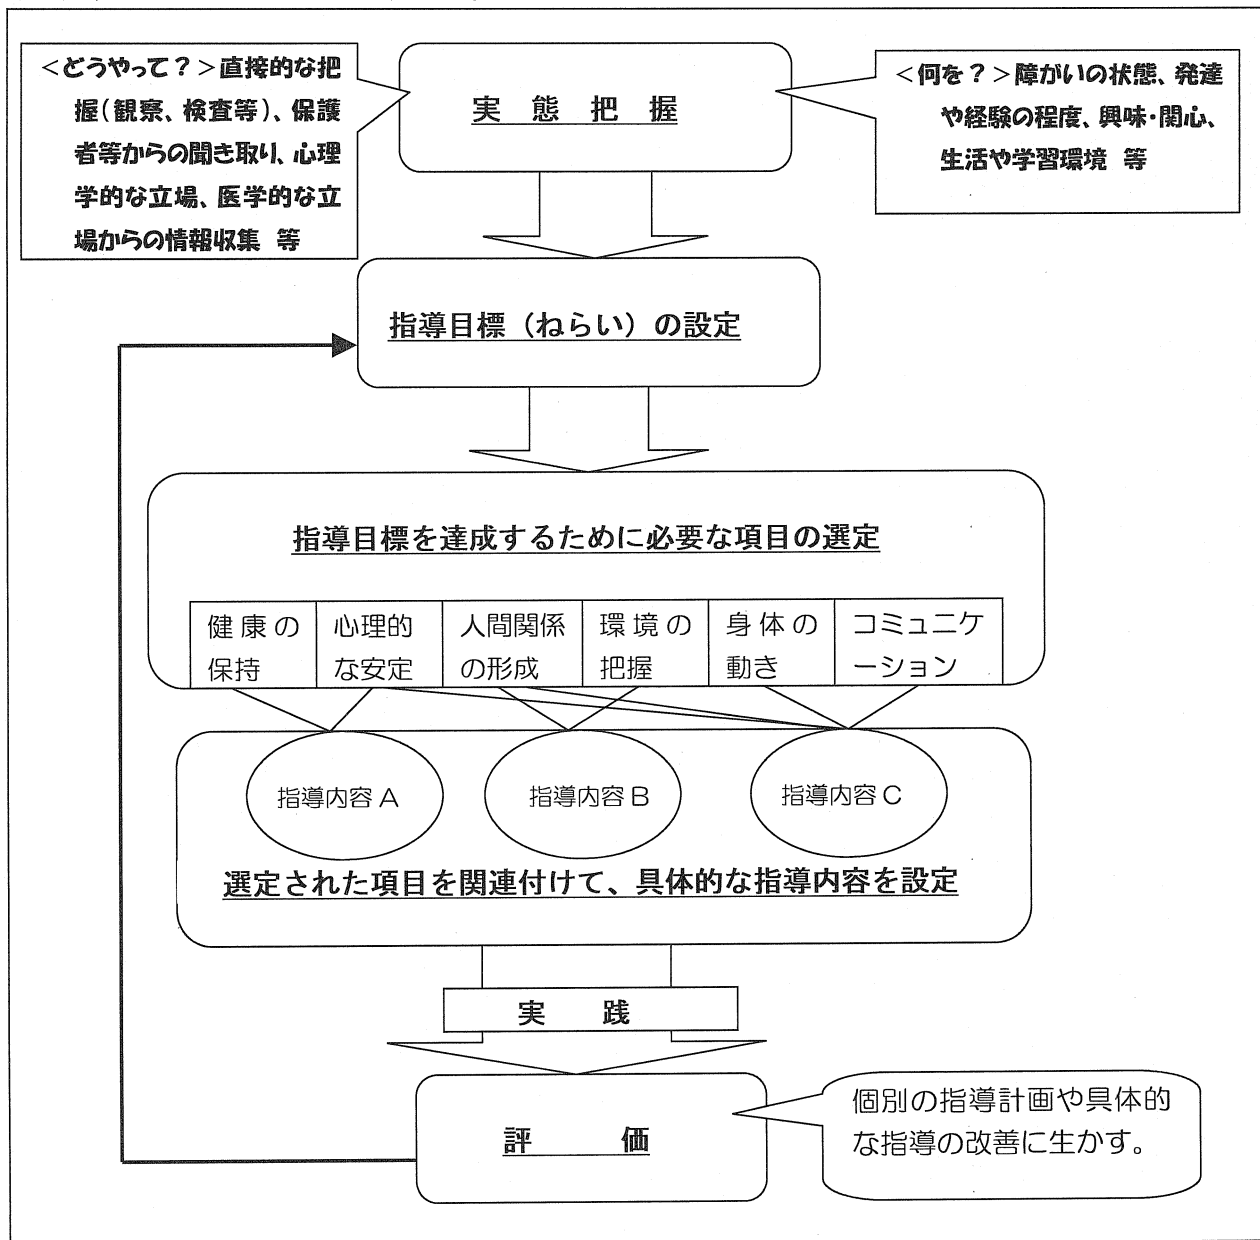 <どうやって？>直接的な把
握(観察、検査等)、保護
者等からの聞き取り、心理
学的な立場、医学的な立
場からの情報収集　等
実　態　把　握
<何を？>障がいの状態、発達
や経験の程度、興味・関心、
生活や学習環境　等
指導目標（ねらい）の設定
指導目標を達成するために必要な項目の選定
健康の
保持
心理的
な安定
人間関係
の形成
環境の
把握
身体の
動き
コミュニケ
ーション
指導内容A
指導内容B
指導内容C
選定された項目を関連付けて、具体的な指導内容を設定
実　践
評　価
個別の指導計画や具体的
な指導の改善に生かす。